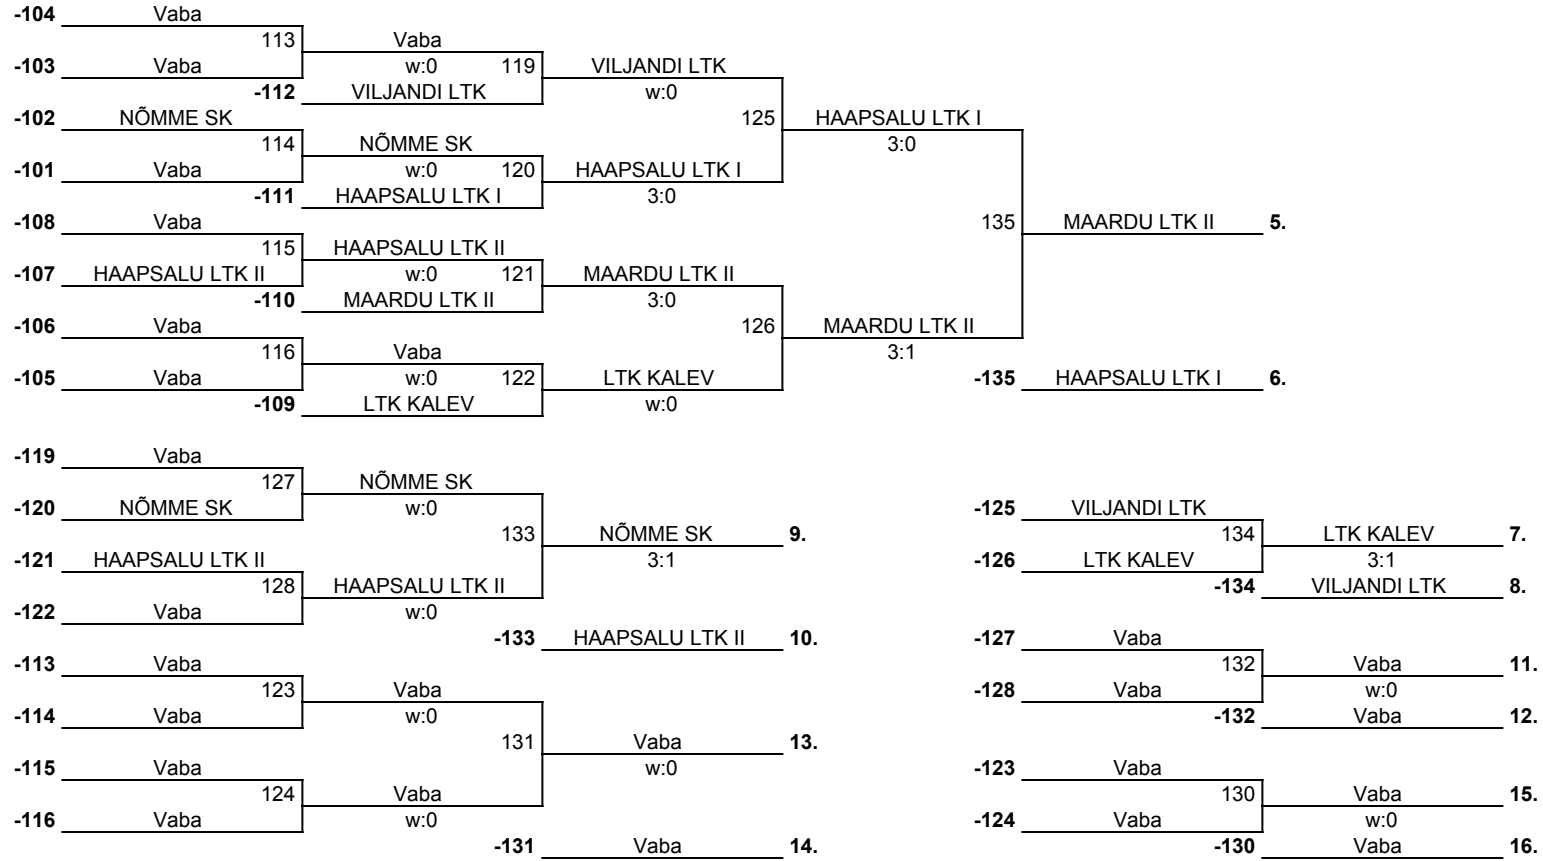 -104 Vaba
113 Vaba
-103 Vaba w:0 119 VILJANDI LTK
-112 VILJANDI LTK w:0
-102 NÕMME SK 125 HAAPSALU LTK I
114 NÕMME SK 3:0
-101 Vaba w:0 120 HAAPSALU LTK I
-111 HAAPSALU LTK I 3:0
-108 Vaba 135 MAARDU LTK II 5.
115 HAAPSALU LTK II
-107 HAAPSALU LTK II w:0 121 MAARDU LTK II
-110 MAARDU LTK II 3:0
-106 Vaba 126 MAARDU LTK II
116 Vaba 3:1
-105 Vaba w:0 122 LTK KALEV -135 HAAPSALU LTK I 6.
-109 LTK KALEV w:0
-119 Vaba
127 NÕMME SK
-120 NÕMME SK w:0 -125 VILJANDI LTK
133 NÕMME SK 9. 134 LTK KALEV 7.
-121 HAAPSALU LTK II 3:1 -126 LTK KALEV 3:1
128 HAAPSALU LTK II -134 VILJANDI LTK 8.
-122 Vaba w:0
-133 HAAPSALU LTK II 10. -127 Vaba
-113 Vaba 132 Vaba 11.
123 Vaba -128 Vaba w:0
-114 Vaba w:0 -132 Vaba 12.
131 Vaba 13.
-115 Vaba w:0 -123 Vaba
124 Vaba 130 Vaba 15.
-116 Vaba w:0 -124 Vaba w:0
-131 Vaba 14. -130 Vaba 16.